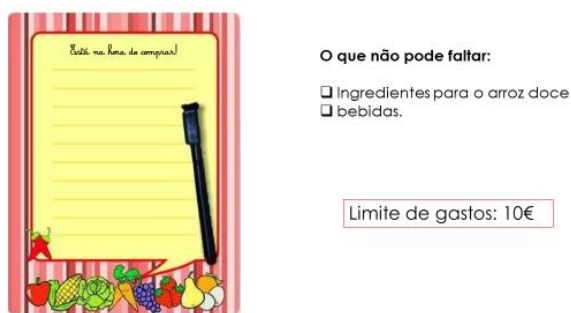 Está na hora de comprar!
O que não pode faltar:
❑ Ingredientes para o arroz doce
❑ bebidas.
Limite de gastos: 10€